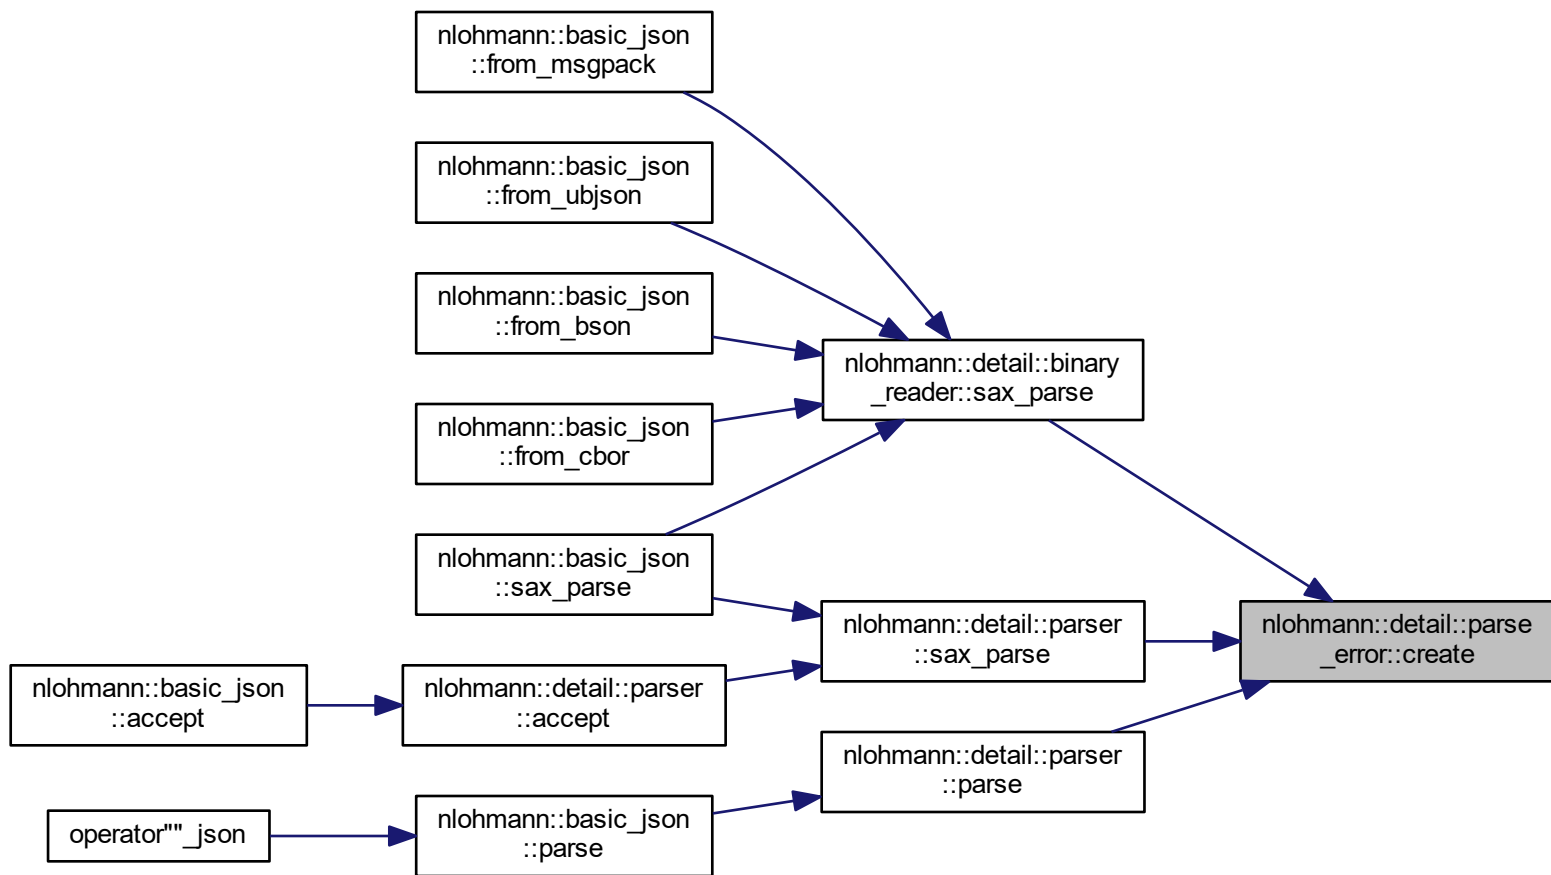 nlohmann::basic_json
::from_msgpack
nlohmann::basic_json
::from_ubjson
nlohmann::basic_json
::from_bson
nlohmann::detail::binary
_reader::sax_parse
nlohmann::basic_json
::from_cbor
nlohmann::basic_json
::sax_parse
nlohmann::detail::parser
::sax_parse
nlohmann::detail::parse
_error::create
nlohmann::basic_json
::accept
nlohmann::detail::parser
::accept
nlohmann::detail::parser
::parse
operator""_json
nlohmann::basic_json
::parse